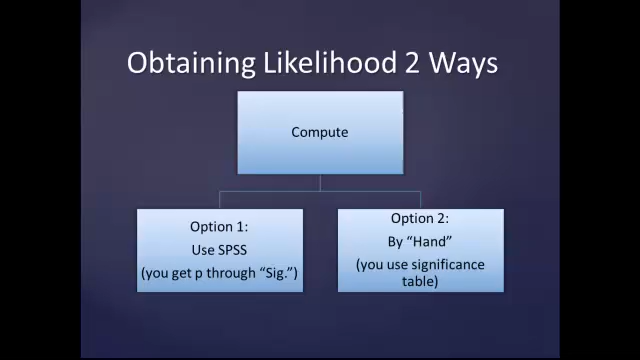 Obtaining Likelihood 2 Ways
Compute
Option 1:
Use SPSS
(you get p through “Sig.”)
Option 2:
By “Hand”
(you use significance
table)